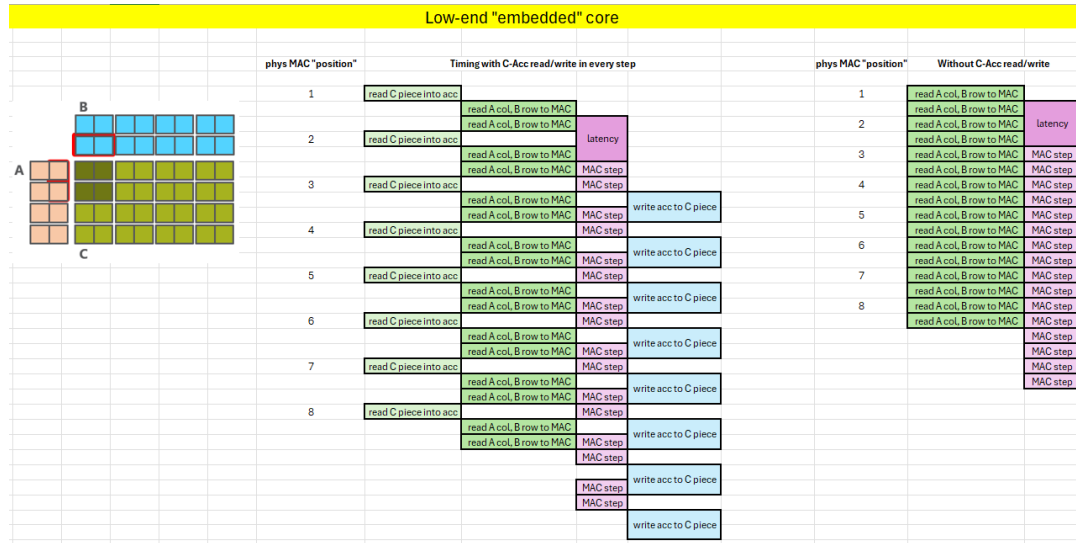 Low-end "embedded" core
phys MAC "position" Timing with C-Acc read/write in every step phys MAC "position" Without C-Acc read/write
1 read C piece into acc 1 read A col, B row to MAC
B read A col, B row to MAC read A col, B row to MAC
read A col, B row to MAC 2 read A col, B row to MAC latency
2 read C piece into acc latency read A col, B row to MAC
read A col, B row to MAC 3 read A col, B row to MAC MAC step
A read A col, B row to MAC MAC step read A col, B row to MAC MAC step
3 read C piece into acc MAC step 4 read A col, B row to MAC MAC step
read A col, B row to MAC write acc to C piece read A col, B row to MAC MAC step
read A col, B row to MAC MAC step 5 read A col, B row to MAC MAC step
4 read C piece into acc MAC step read A col, B row to MAC MAC step
C read A col, B row to MAC write acc to C piece 6 read A col, B row to MAC MAC step
read A col, B row to MAC MAC step read A col, B row to MAC MAC step
5 read C piece into acc MAC step 7 read A col, B row to MAC MAC step
read A col, B row to MAC write acc to C piece read A col, B row to MAC MAC step
read A col, B row to MAC MAC step 8 read A col, B row to MAC MAC step
6 read C piece into acc MAC step read A col, B row to MAC MAC step
read A col, B row to MAC write acc to C piece MAC step
read A col, B row to MAC MAC step MAC step
7 read C piece into acc MAC step MAC step
read A col, B row to MAC write acc to C piece MAC step
read A col, B row to MAC MAC step
8 read C piece into acc MAC step
read A col, B row to MAC write acc to C piece
read A col, B row to MAC MAC step
MAC step
write acc to C piece
MAC step
MAC step
write acc to C piece